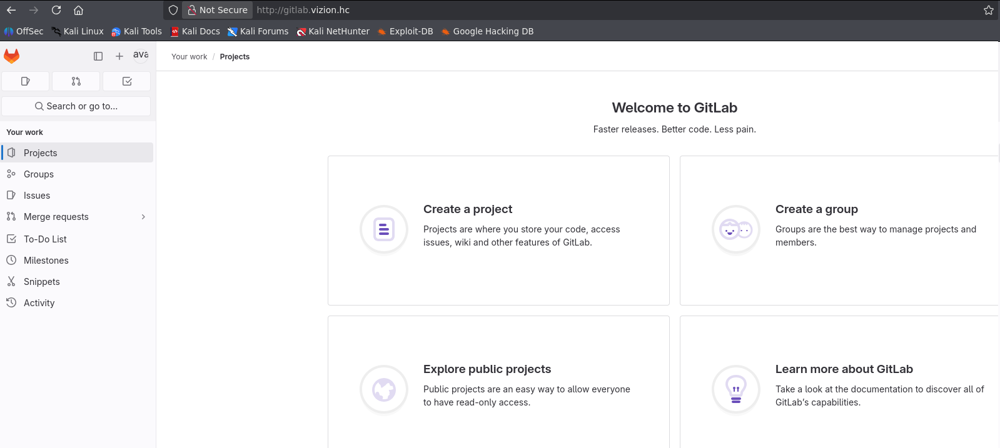 Not Secure http://gitlab.vizion.hc
OffSec Kali Linux Kali Tools Kali Docs Kali Forums Kali NetHunter Exploit-DB Google Hacking DB
ava
Your work / Projects
Search or go to...
Your work
Projects
Groups
Issues
Merge requests
To-Do List
Milestones
Snippets
Activity
Welcome to GitLab
Faster releases. Better code. Less pain.
Create a project
Projects are where you store your code, access
issues, wiki and other features of GitLab.
Create a group
Groups are the best way to manage projects and
members.
Explore public projects
Public projects are an easy way to allow everyone
to have read-only access.
Learn more about GitLab
Take a look at the documentation to discover all of
GitLab’s capabilities.